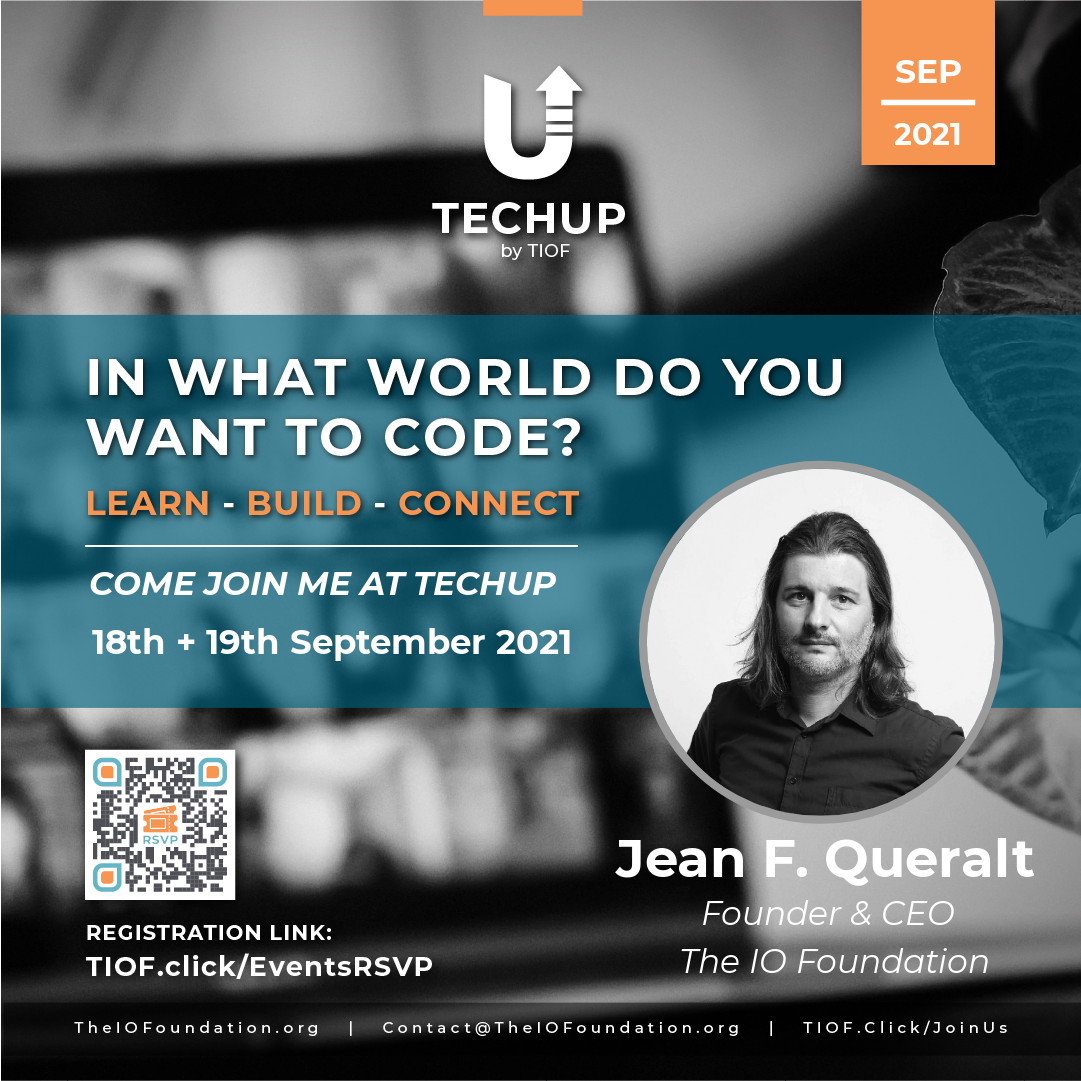 SEP
2021
TECHUP
by TIOF
IN WHAT WORLD DO YOU
WANT TO CODE?
LEARN - BUILD - CONNECT
COME JOIN ME AT TECHUP
18th + 19th September 2021
RSVP
REGISTRATION LINK:
TIOF.click/EventsRSVP
Jean F. Queralt
Founder & CEO
The IO Foundation
TheIOFoundation.org | Contact@TheIOFoundation.org | TIOF.Click/JoinUs